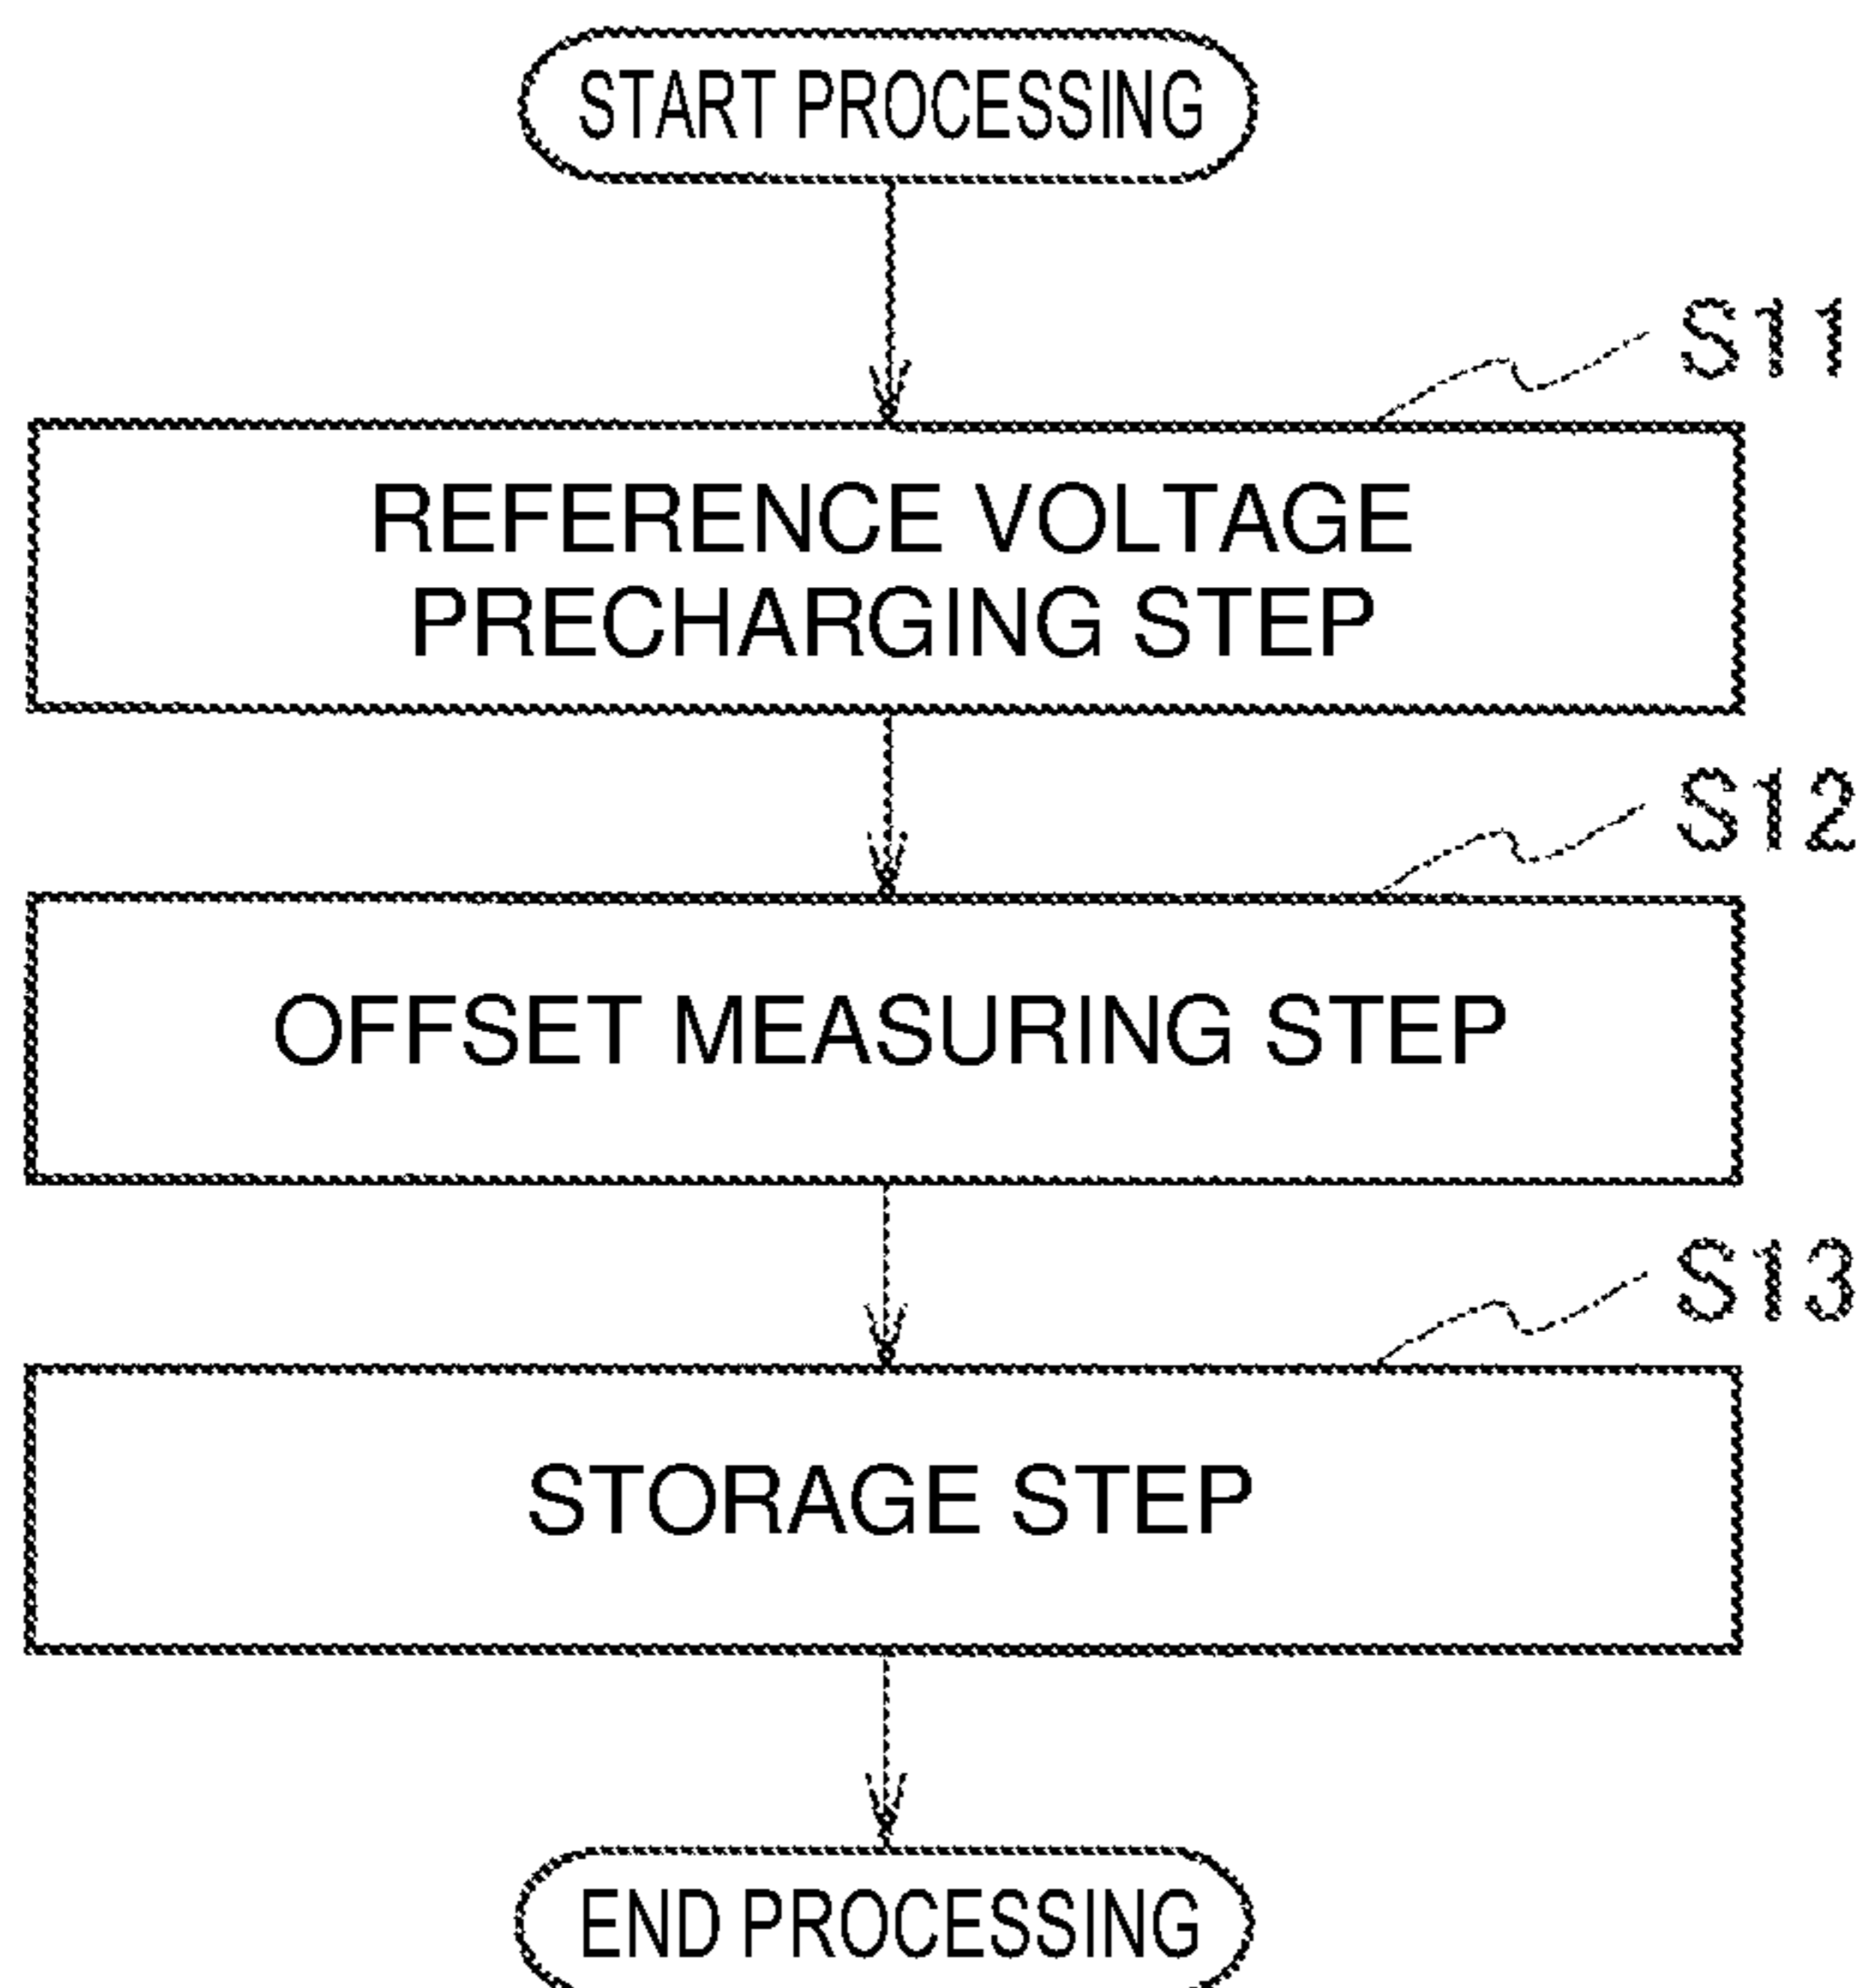 START PROCESSING
S11
REFERENCE VOLTAGE
PRECHARGING STEP
S12
OFFSET MEASURING STEP
S13
STORAGE STEP
END PROCESSING